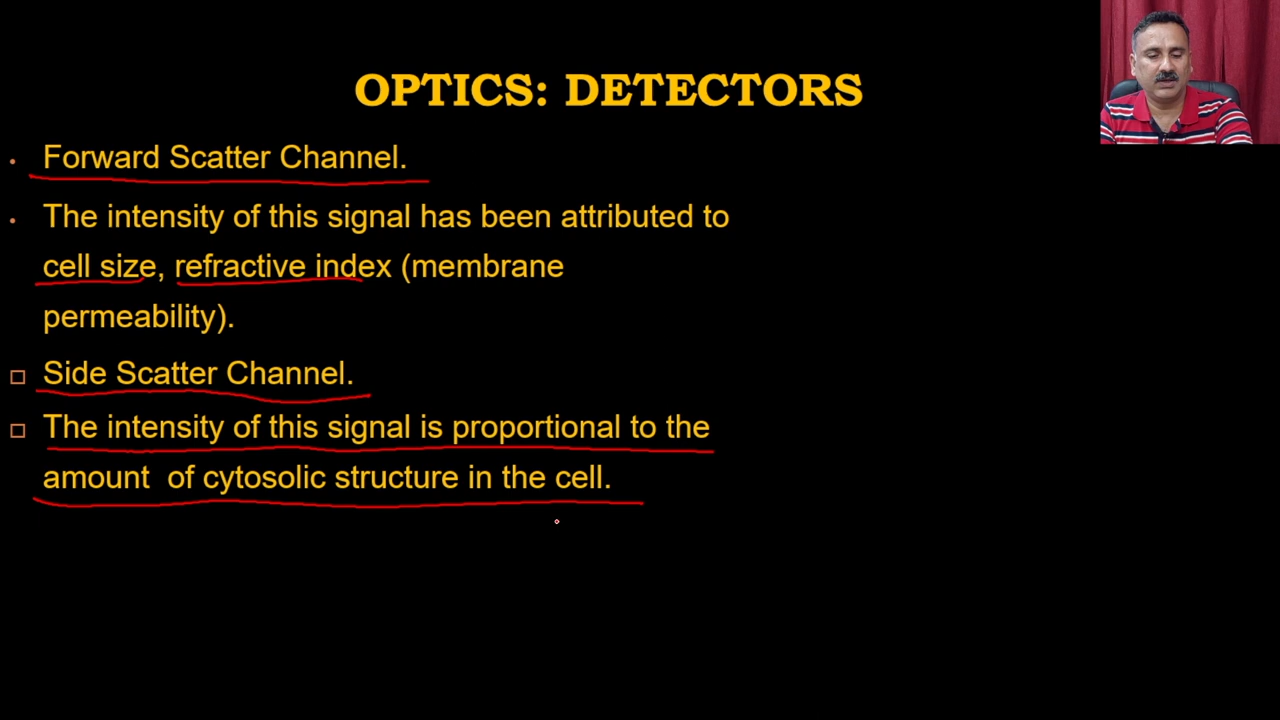 OPTICS: DETECTORS
• Forward Scatter Channel.
• The intensity of this signal has been attributed to
cell size, refractive index (membrane
permeability).
□ Side Scatter Channel.
□ The intensity of this signal is proportional to the
amount of cytosolic structure in the cell.